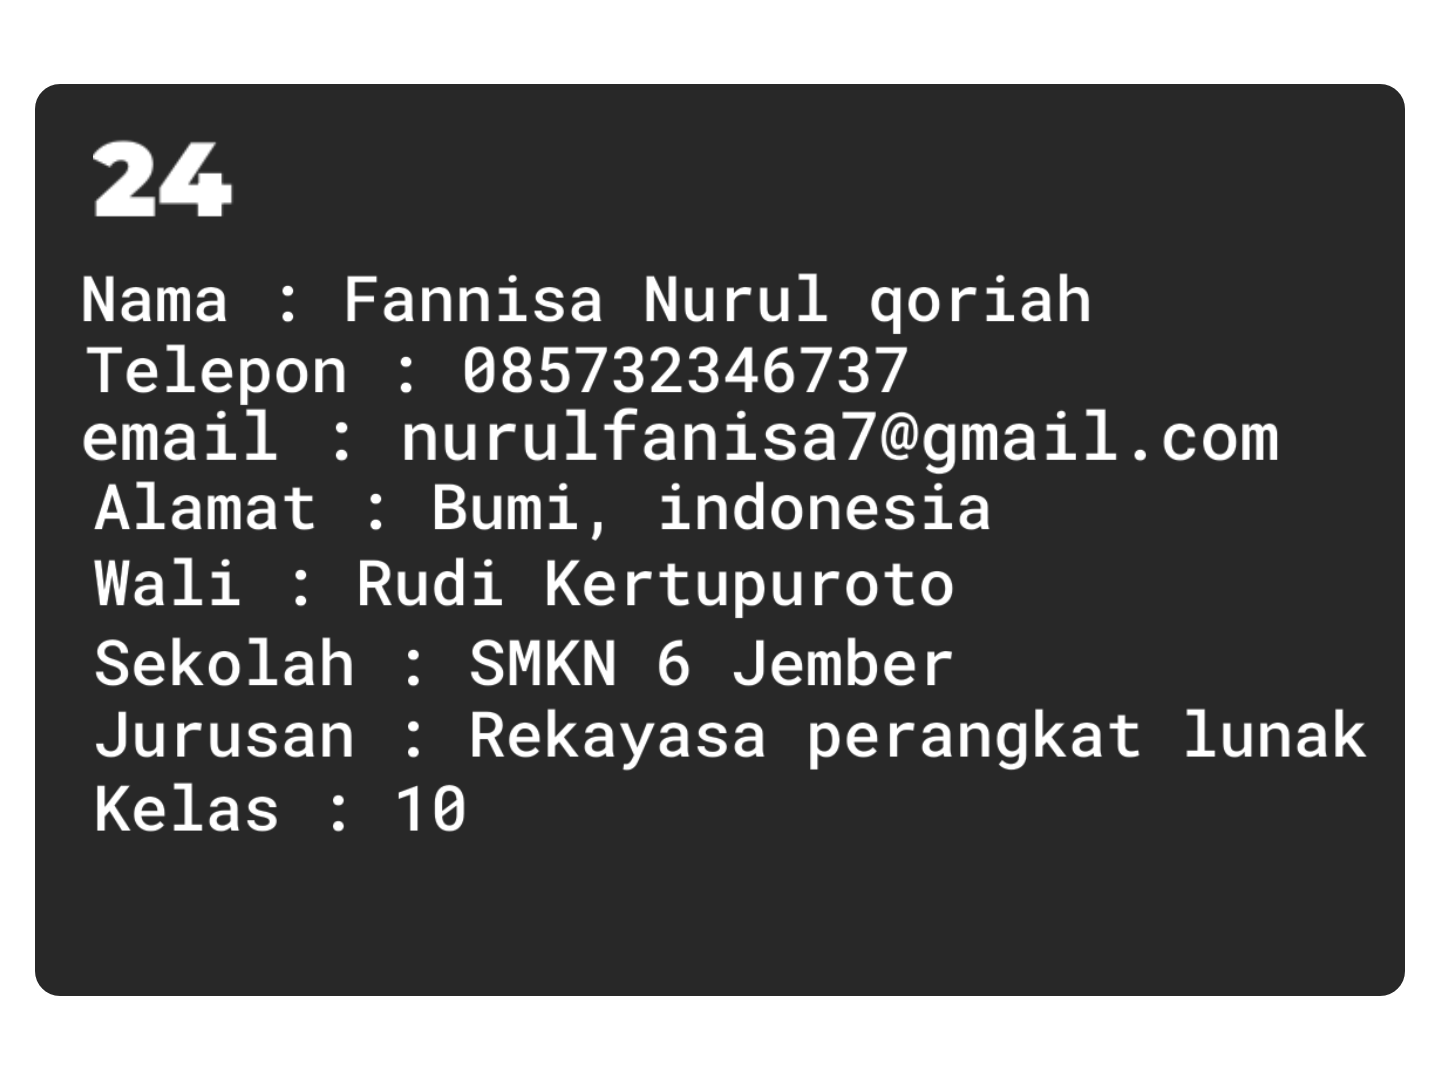 24
Nama : Fannisa Nurul qoriah
Telepon : 085732346737
email : nurulfanisa7@gmail.com
Alamat : Bumi, indonesia
Wali : Rudi Kertupuroto
Sekolah : SMKN 6 Jember
Jurusan : Rekayasa perangkat lunak
Kelas : 10